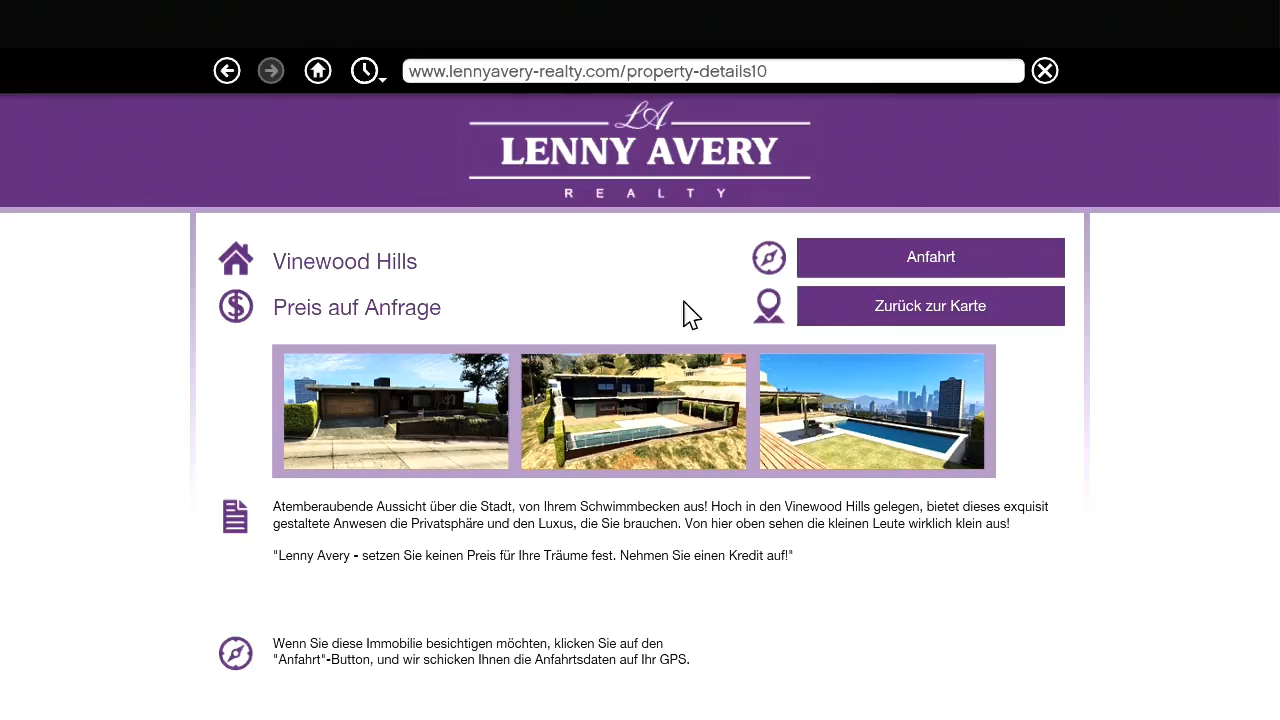 www.lennyavery-realty.com/property-details10
LA
LENNY AVERY
REALTY
Vinewood Hills
Anfahrt
Preis auf Anfrage
Zurück zur Karte
Atemberaubende Aussicht über die Stadt, von Ihrem Schwimmbecken aus! Hoch in den Vinewood Hills gelegen, bietet dieses exquisit
gestaltete Anwesen die Privatsphäre und den Luxus, die Sie brauchen. Von hier oben sehen die kleinen Leute wirklich klein aus!
"Lenny Avery - setzen Sie keinen Preis für Ihre Träume fest. Nehmen Sie einen Kredit auf!"
Wenn Sie diese Immobilie besichtigen möchten, klicken Sie auf den
"Anfahrt"-Button, und wir schicken Ihnen die Anfahrtsdaten auf Ihr GPS.